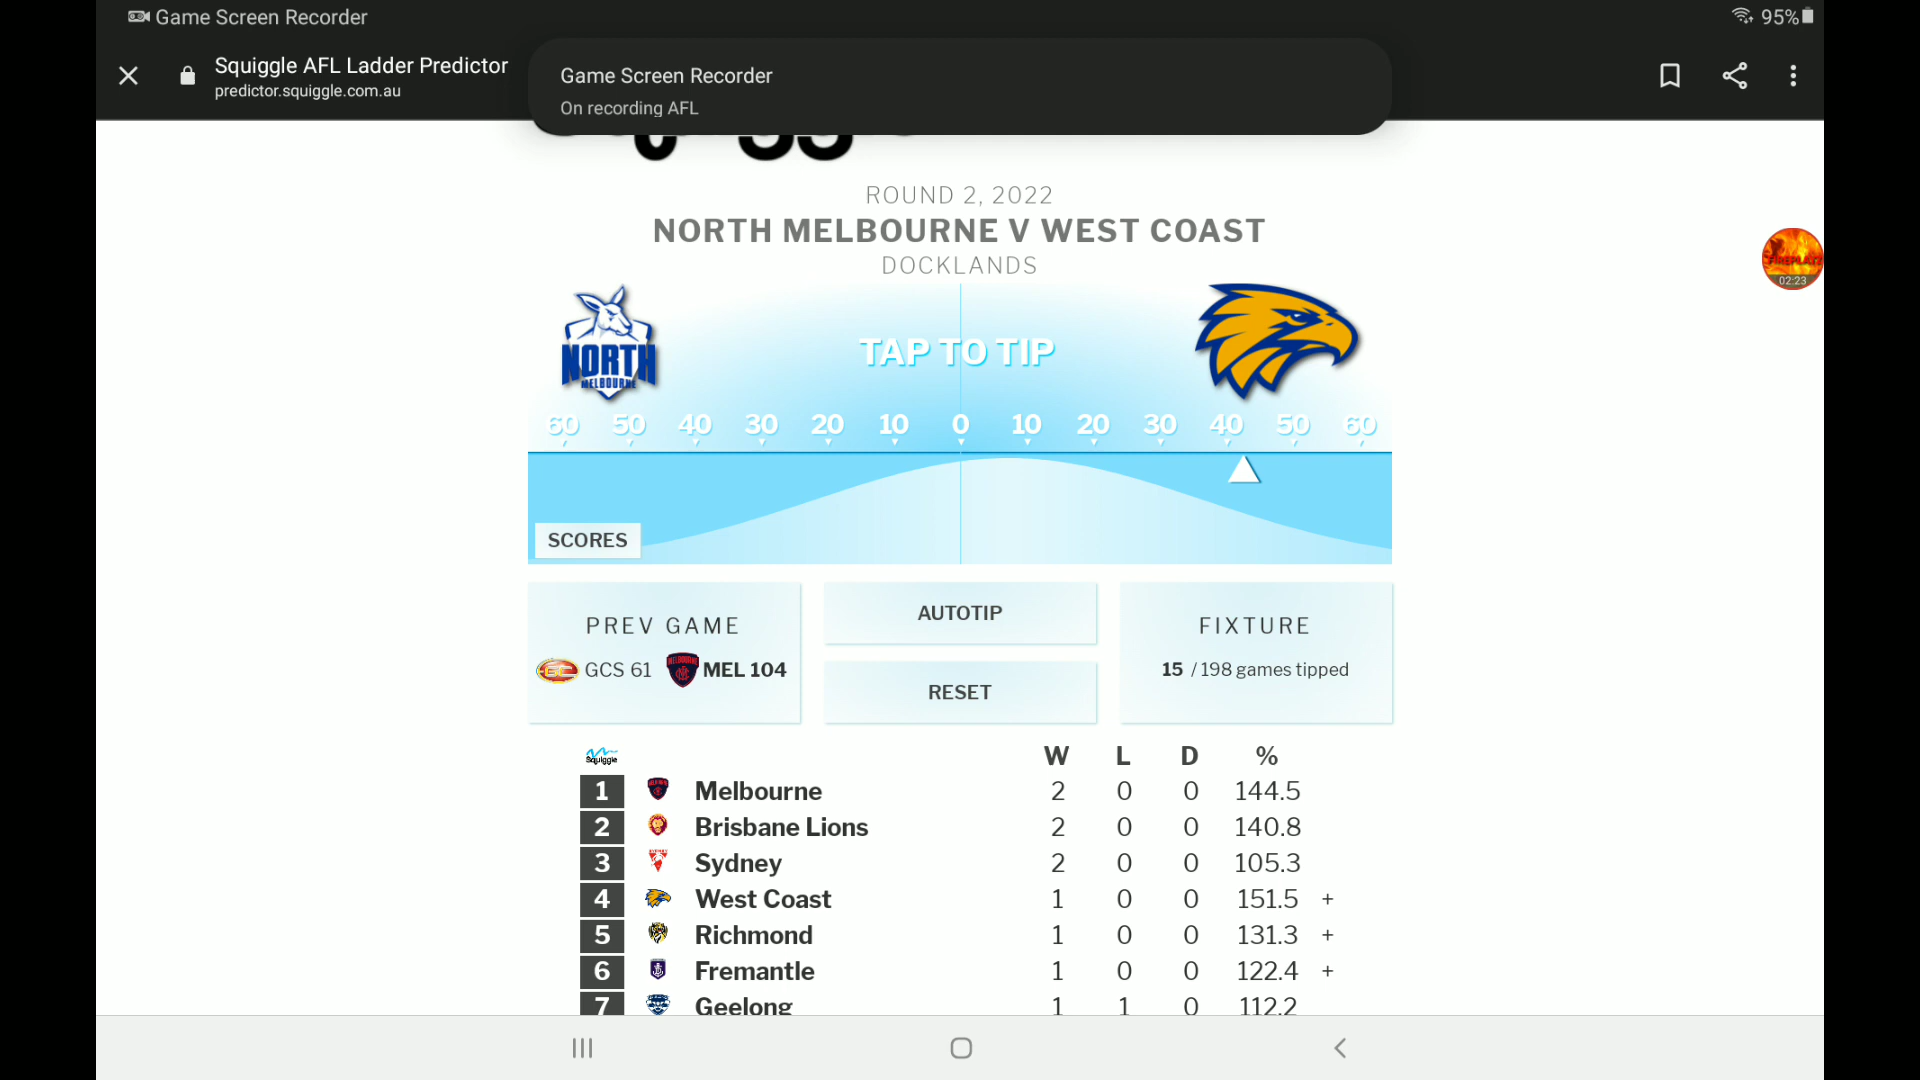 Game Screen Recorder
95%
Squiggle AFL Ladder Predictor
predictor.squiggle.com.au
Game Screen Recorder
On recording AFL
ROUND 2, 2022
NORTH MELBOURNE V WEST COAST
DOCKLANDS
NORTH
MELBOURNE
TAP TO TIP
FIREPLAYZ
02:23
60 50 40 30 20 10 0 10 20 30 40 50 60
SCORES
PREV GAME
GCS 61 MEL 104
AUTOTIP
RESET
FIXTURE
15 / 198 games tipped
Squiggle W L D %
1 Melbourne 2 0 0 144.5
2 Brisbane Lions 2 0 0 140.8
3 Sydney 2 0 0 105.3
4 West Coast 1 0 0 151.5 +
5 Richmond 1 0 0 131.3 +
6 Fremantle 1 0 0 122.4 +
7 Geelong 1 1 0 112.2